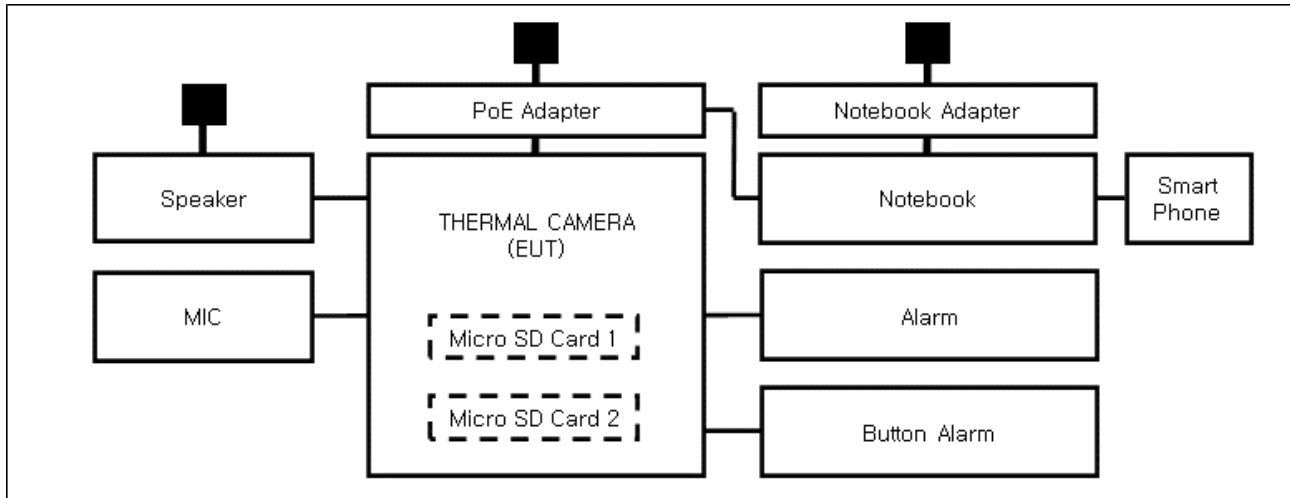 PoE Adapter
Notebook Adapter
Speaker
THERMAL CAMERA
(EUT)
Notebook
Smart
Phone
MIC
Micro SD Card 1
Alarm
Micro SD Card 2
Button Alarm